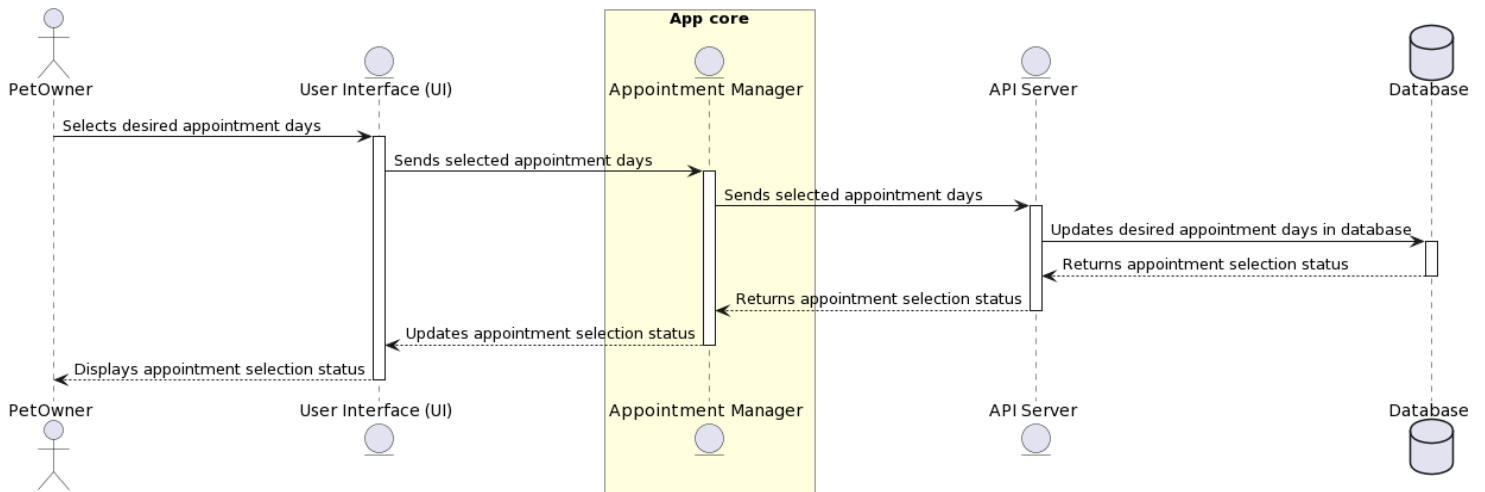 App core
PetOwner
User Interface (UI)
Appointment Manager
API Server
Database
Selects desired appointment days
Sends selected appointment days
Sends selected appointment days
Updates desired appointment days in database
Returns appointment selection status
Returns appointment selection status
Updates appointment selection status
Displays appointment selection status
PetOwner
User Interface (UI)
Appointment Manager
API Server
Database